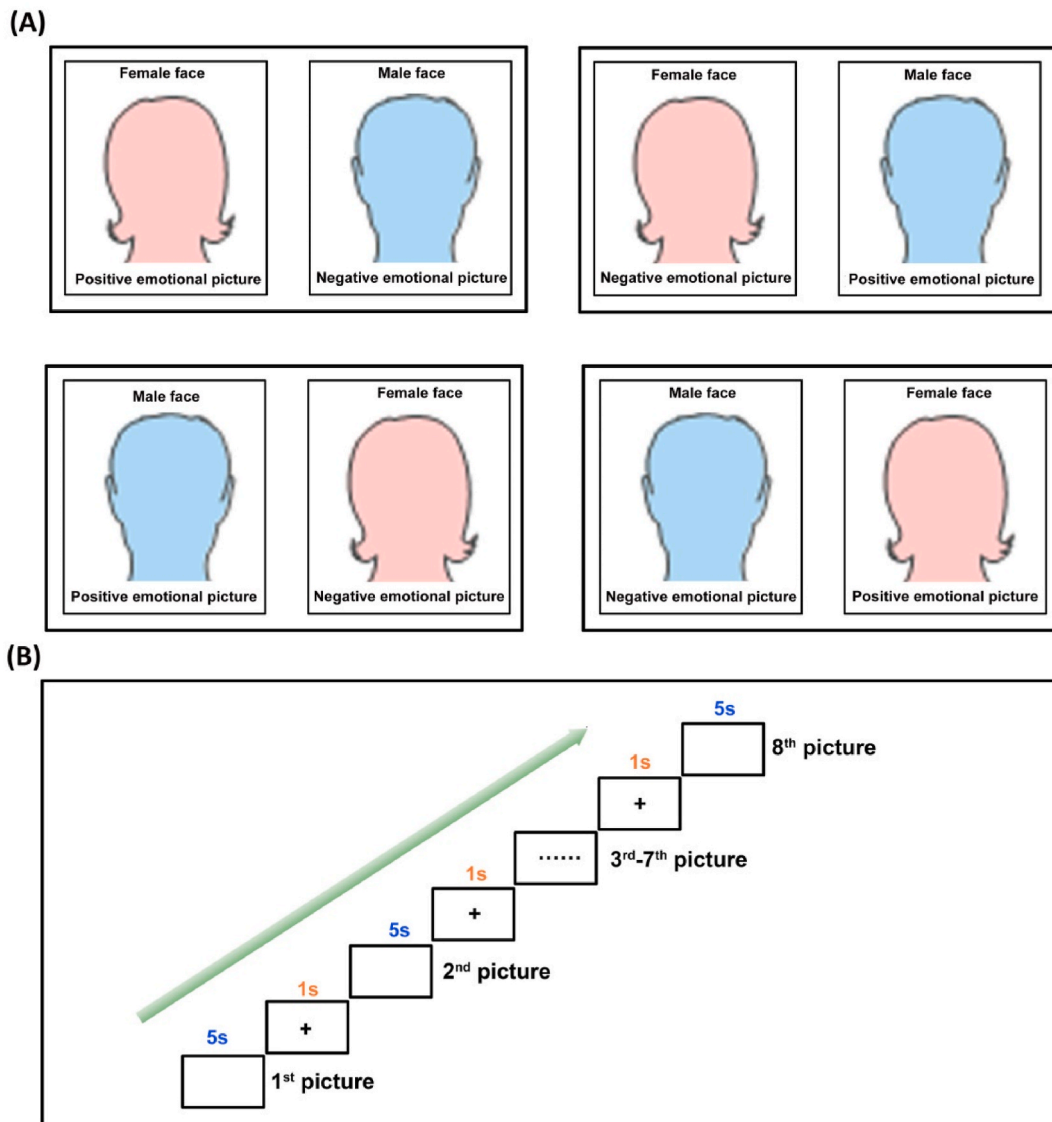 (A)
Female face
Male face
Positive emotional picture
Negative emotional picture
Female face
Male face
Negative emotional picture
Positive emotional picture
Male face
Female face
Positive emotional picture
Negative emotional picture
Male face
Female face
Negative emotional picture
Positive emotional picture
(B)
5s
8th picture
1s
+
......
3rd-7th picture
1s
+
5s
2nd picture
1s
+
5s
1st picture